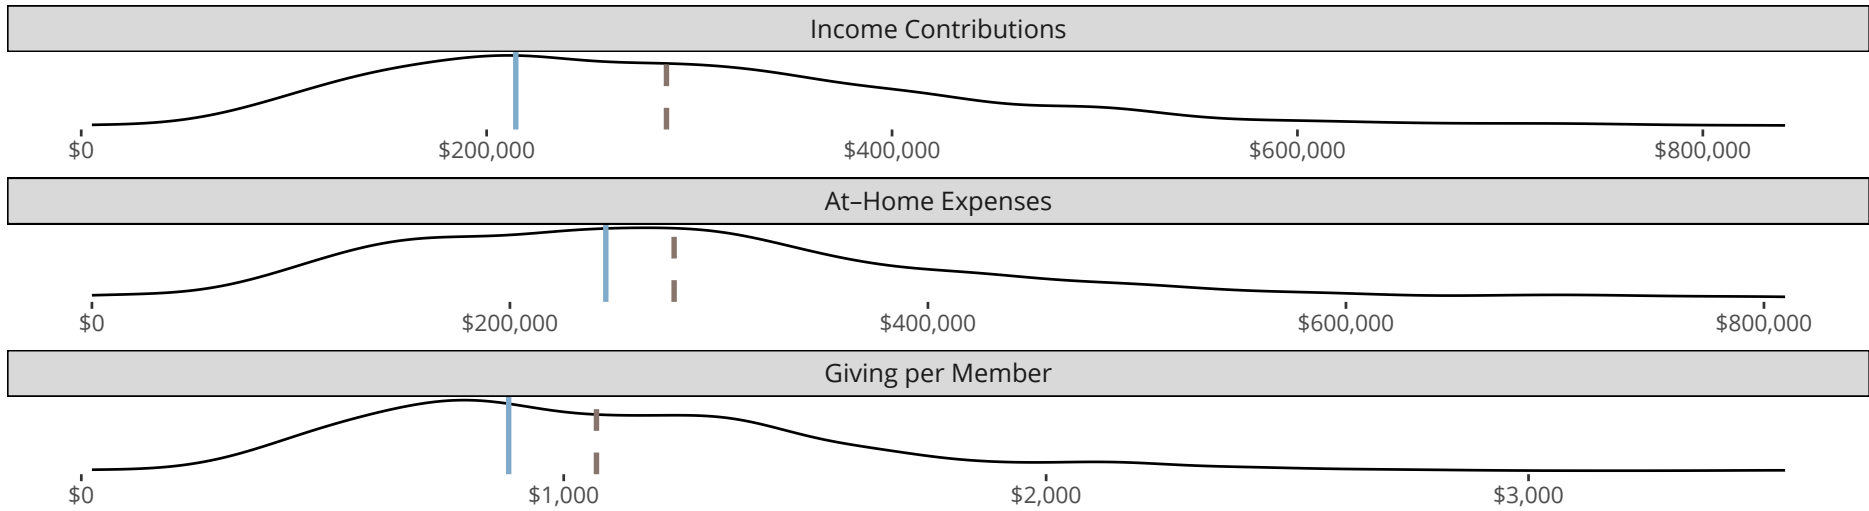 Income Contributions
$0 $200,000 $400,000 $600,000 $800,000
At–Home Expenses
$0 $200,000 $400,000 $600,000 $800,000
Giving per Member
$0 $1,000 $2,000 $3,000